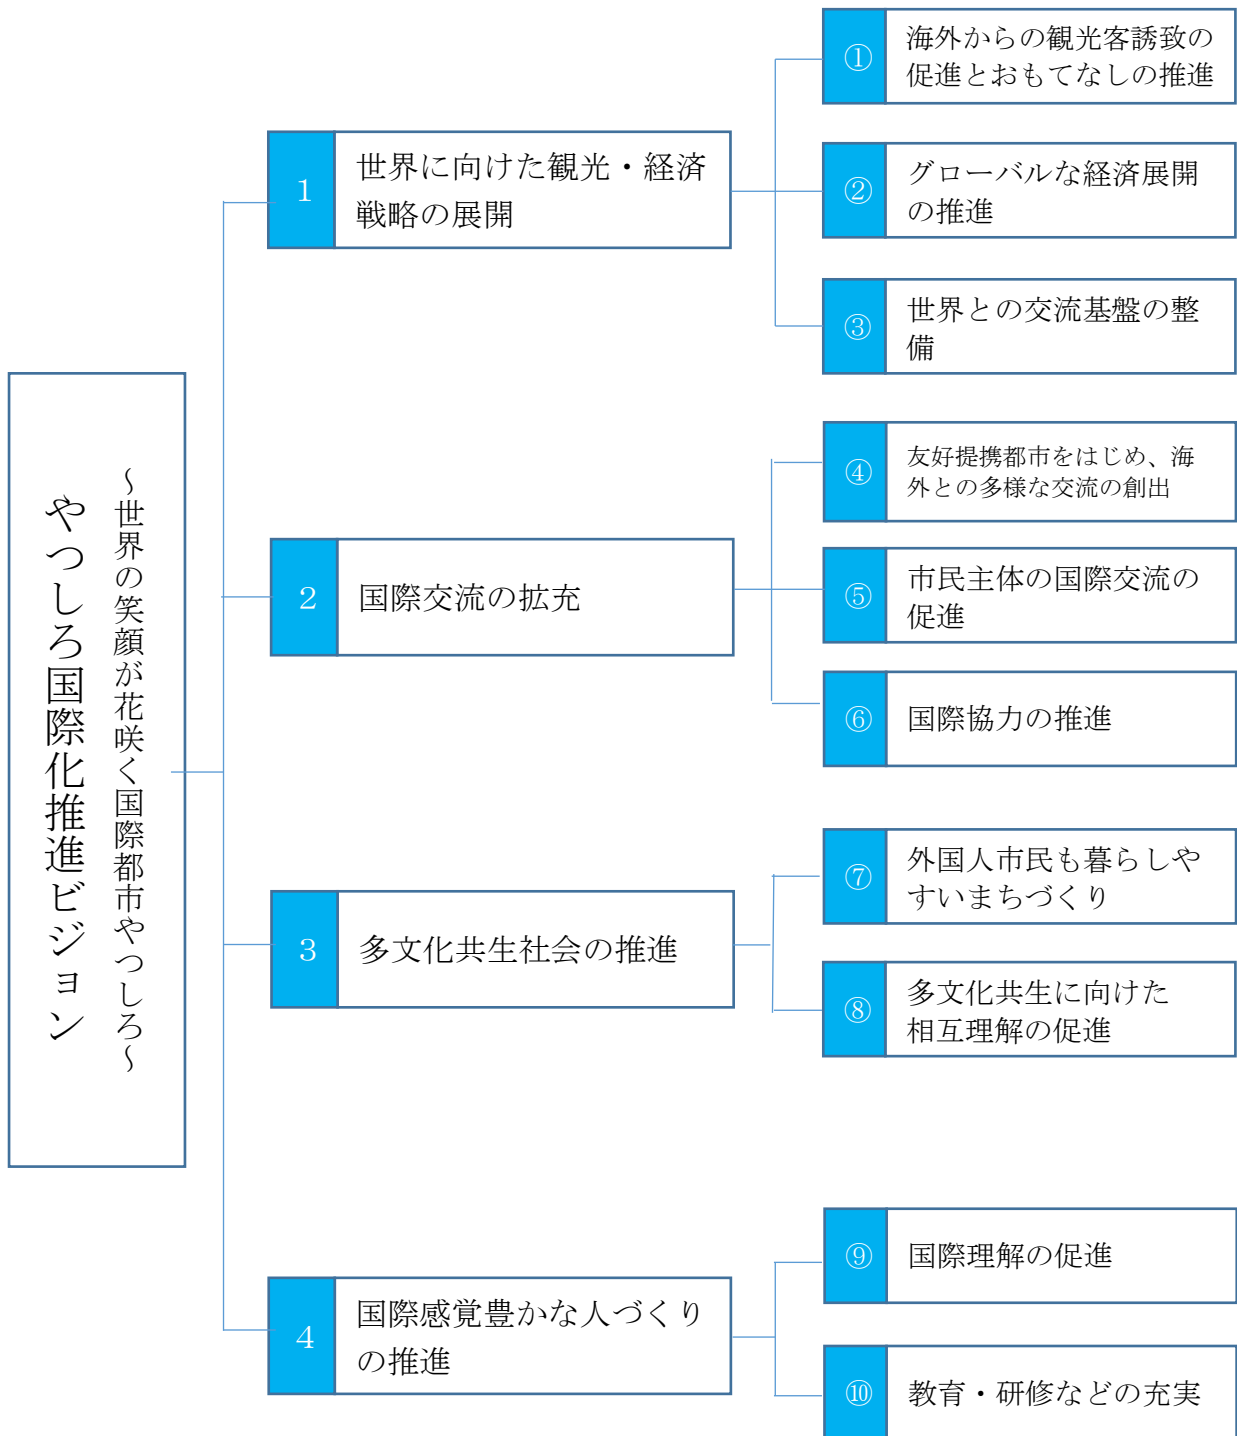 やつしろ国際化推進ビジョン
～世界の笑顔が花咲く国際都市やつしろ～
1
世界に向けた観光・経済
戦略の展開
①
海外からの観光客誘致の
促進とおもてなしの推進
②
グローバルな経済展開
の推進
③
世界との交流基盤の整
備
2
国際交流の拡充
④
友好提携都市をはじめ、海
外との多様な交流の創出
⑤
市民主体の国際交流の
促進
⑥
国際協力の推進
3
多文化共生社会の推進
⑦
外国人市民も暮らしや
すいまちづくり
⑧
多文化共生に向けた
相互理解の促進
4
国際感覚豊かな人づくり
の推進
⑨
国際理解の促進
⑩
教育・研修などの充実